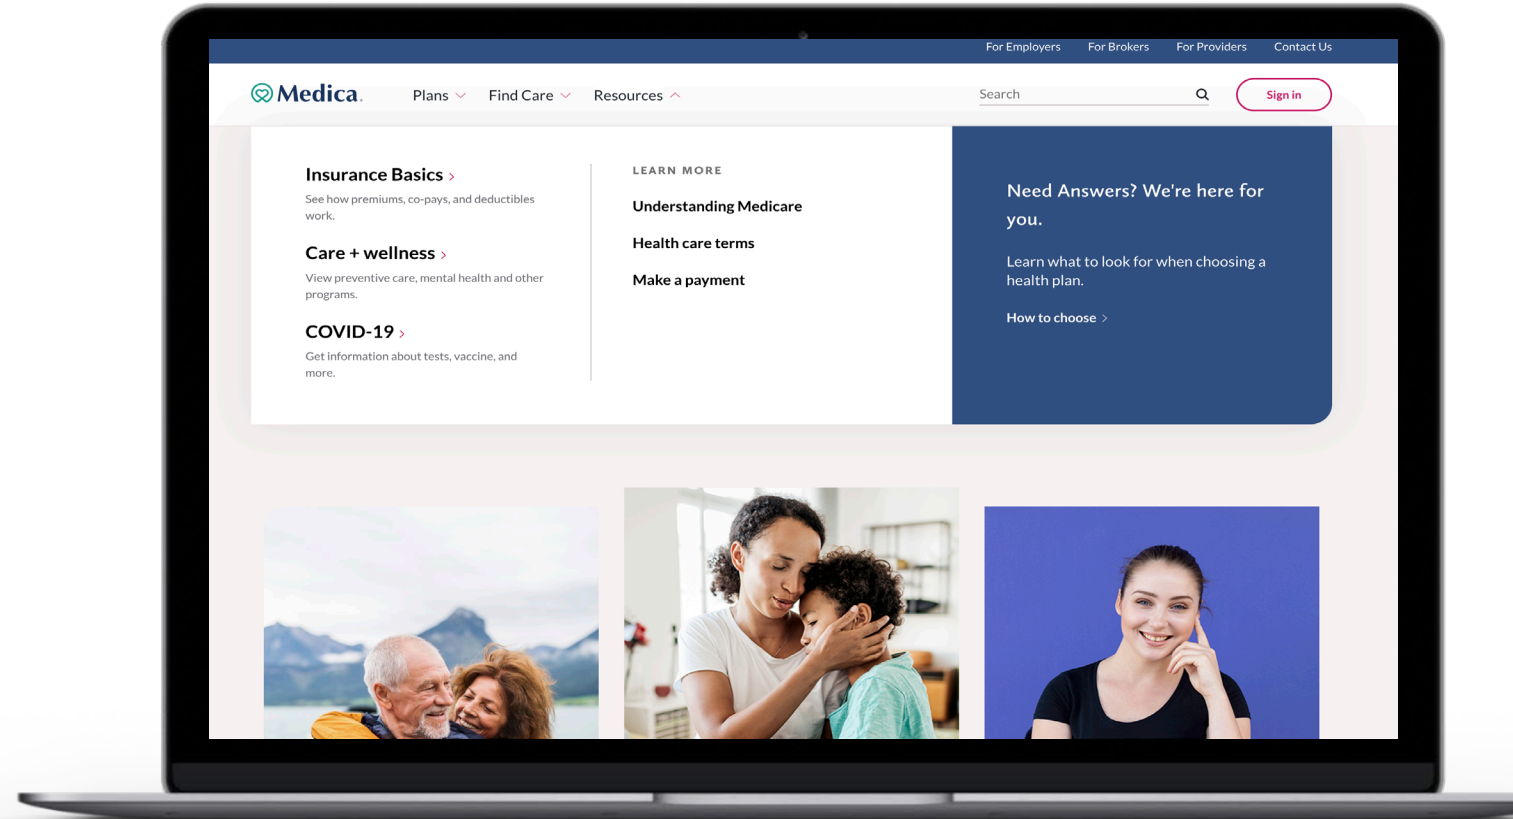 For Employers For Brokers For Providers Contact Us
Medica.
Plans Find Care Resources
Search
Sign in
Insurance Basics >
See how premiums, co-pays, and deductibles
work.
Care + wellness >
View preventive care, mental health and other
programs.
COVID-19 >
Get information about tests, vaccine, and
more.
LEARN MORE
Understanding Medicare
Health care terms
Make a payment
Need Answers? We're here for
you.
Learn what to look for when choosing a
health plan.
How to choose >